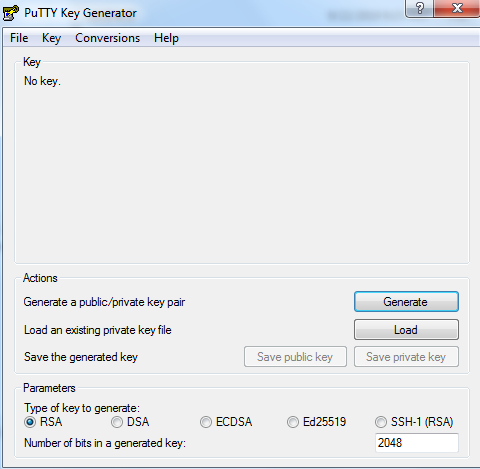 PuTTY Key Generator
?
File Key Conversions Help
Key
No key.
Actions
Generate a public/private key pair Generate
Load an existing private key file Load
Save the generated key Save public key Save private key
Parameters
Type of key to generate:
RSA DSA ECDSA Ed25519 SSH-1 (RSA)
Number of bits in a generated key: 2048